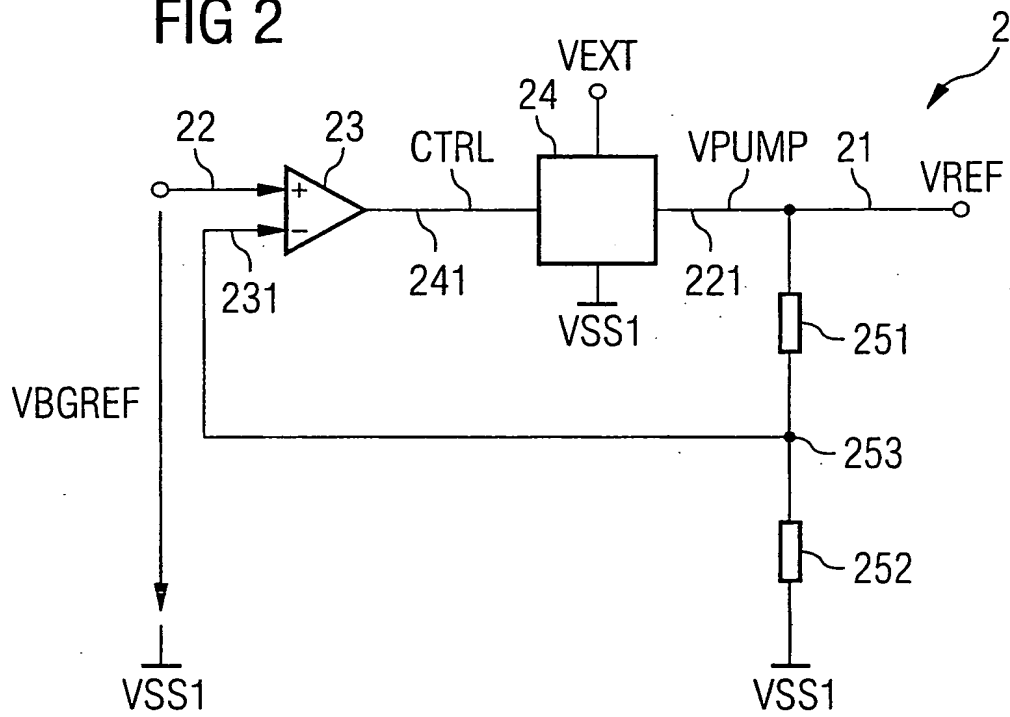 FIG 2
2
VEXT
24
22
23
CTRL
VPUMP
21
VREF
+
−
231
241
221
VSS1
251
VBGREF
253
252
VSS1
VSS1